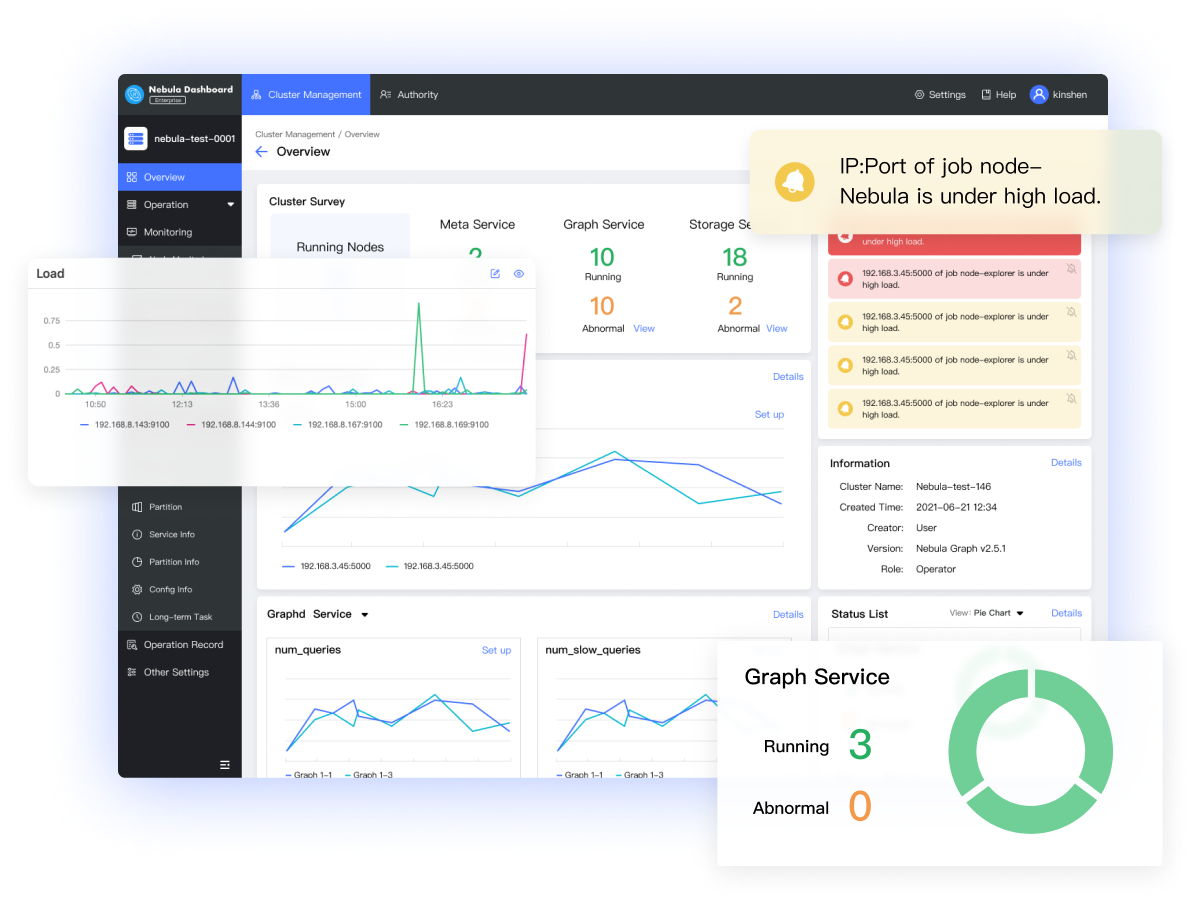 Nebula Dashboard
Enterprise
Cluster Management
Authority
Settings
Help
kinshen
nebula-test-0001
Overview
Operation
Monitoring
Partition
Service Info
Partition Info
Config Info
Long-term Task
Operation Record
Other Settings
Cluster Management / Overview
Overview
Cluster Survey
Running Nodes
Meta Service
Graph Service
10
Running
10
Abnormal View
Storage Se
18
Running
2
Abnormal View
IP:Port of job node-
Nebula is under high load.
under high load.
192.168.3.45:5000 of job node-explorer is under
high load.
192.168.3.45:5000 of job node-explorer is under
high load.
192.168.3.45:5000 of job node-explorer is under
high load.
192.168.3.45:5000 of job node-explorer is under
high load.
Load
0.75
0.5
0.25
0
10:50 12:13 13:36 15:00 16:23
192.168.8.143:9100 192.168.8.144:9100 192.168.8.167:9100 192.168.8.169:9100
Details
Set up
192.168.3.45:5000 192.168.3.45:5000
Information
Details
Cluster Name: Nebula-test-146
Created Time: 2021-06-21 12:34
Creator: User
Version: Nebula Graph v2.5.1
Role: Operator
Graphd Service
Details
num_queries
Set up
Graph 1-1 Graph 1-3
num_slow_queries
Graph 1-1 Graph 1-3
Status List
View: Pie Chart
Details
Graph Service
Running 3
Abnormal 0